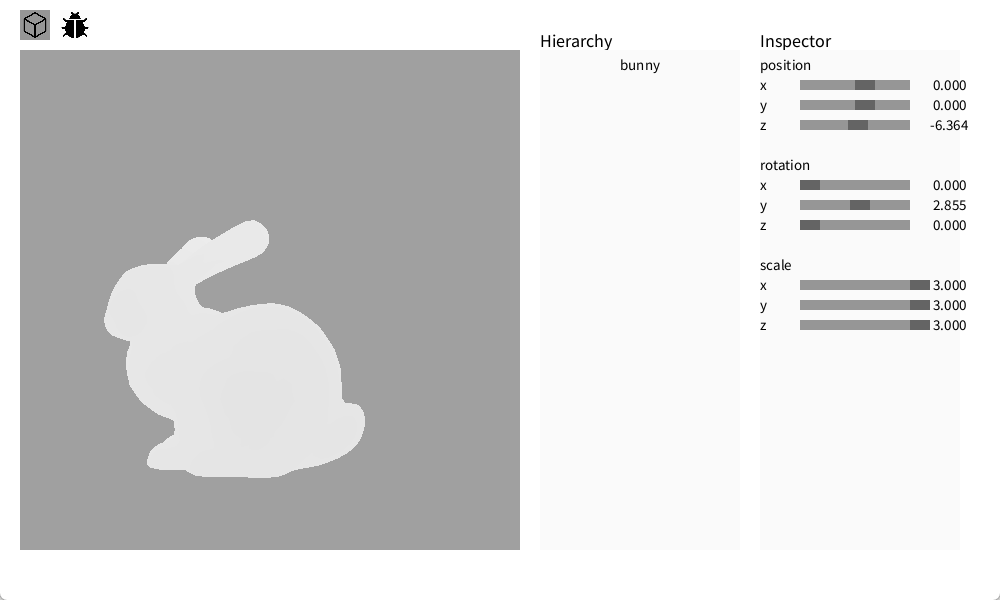 Hierarchy
bunny
Inspector
position
x 0.000
y 0.000
z -6.364
rotation
x 0.000
y 2.855
z 0.000
scale
x 3.000
y 3.000
z 3.000